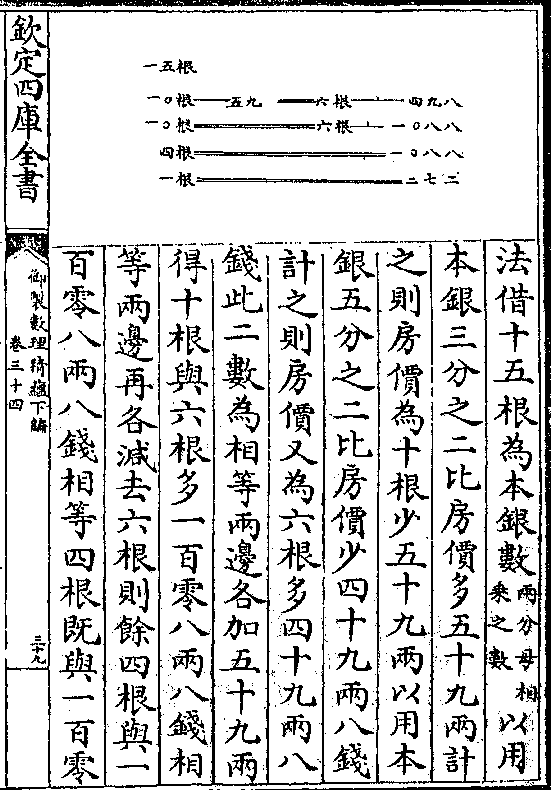 欽定四庫全書
御製數理精蘊下編
卷三十四
三十九
一五根
一〇根 五九 六根 四九八
一〇根 六根 一〇八八
四根 一〇八八
一根 二七二
法借十五根為本銀數兩分母相乘之數以用
本銀三分之二比房價多五十九兩計
之則房價為十根少五十九兩以用本
銀五分之二比房價少四十九兩八錢
計之則房價又為六根多四十九兩八
錢此二數為相等兩邊各加五十九兩
得十根與六根多一百零八兩八錢相
等兩邊再各減去六根則餘四根與一
百零八兩八錢相等四根既與一百零